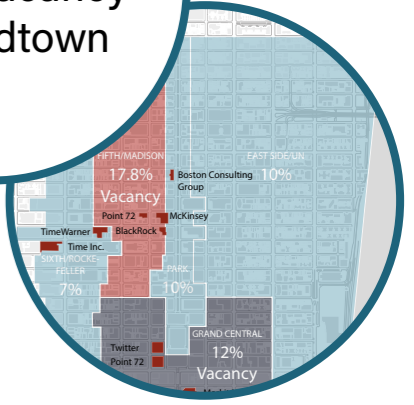 dtown
FIFTH/MADISON
17.8%
Vacancy
EAST SIDE/UN
10%
Boston Consulting
Group
Point 72
McKinsey
TimeWarner
BlackRock
Time Inc.
SIXTH/ROCKE-
FELLER
7%
PARK
10%
GRAND CENTRAL
12%
Vacancy
Twitter
Point 72